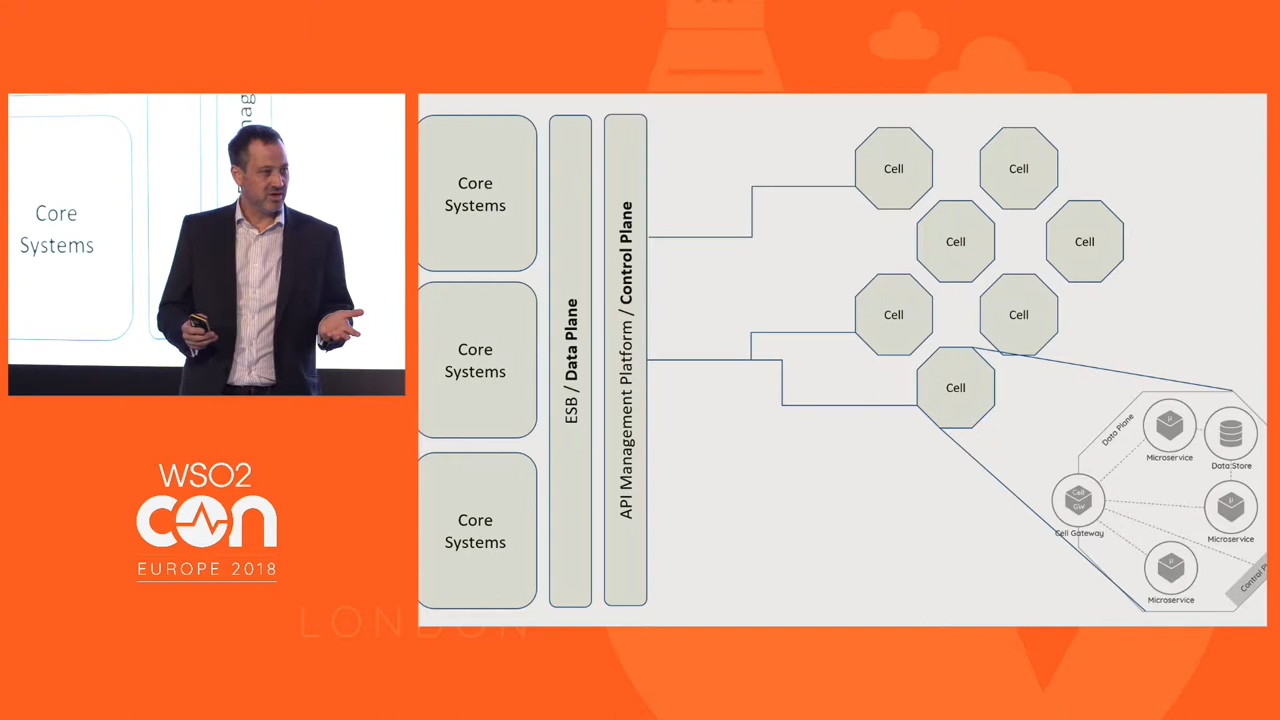 Core
Systems
WSO2
CON
EUROPE 2018
LONDON
Core
Systems
Core
Systems
Core
Systems
ESB / Data Plane
API Management Platform / Control Plane
Cell
Cell
Cell
Cell
Cell
Cell
Cell
Data Plane
µ
Microservice
Data Store
Cell
GW
Cell Gateway
µ
Microservice
µ
Microservice